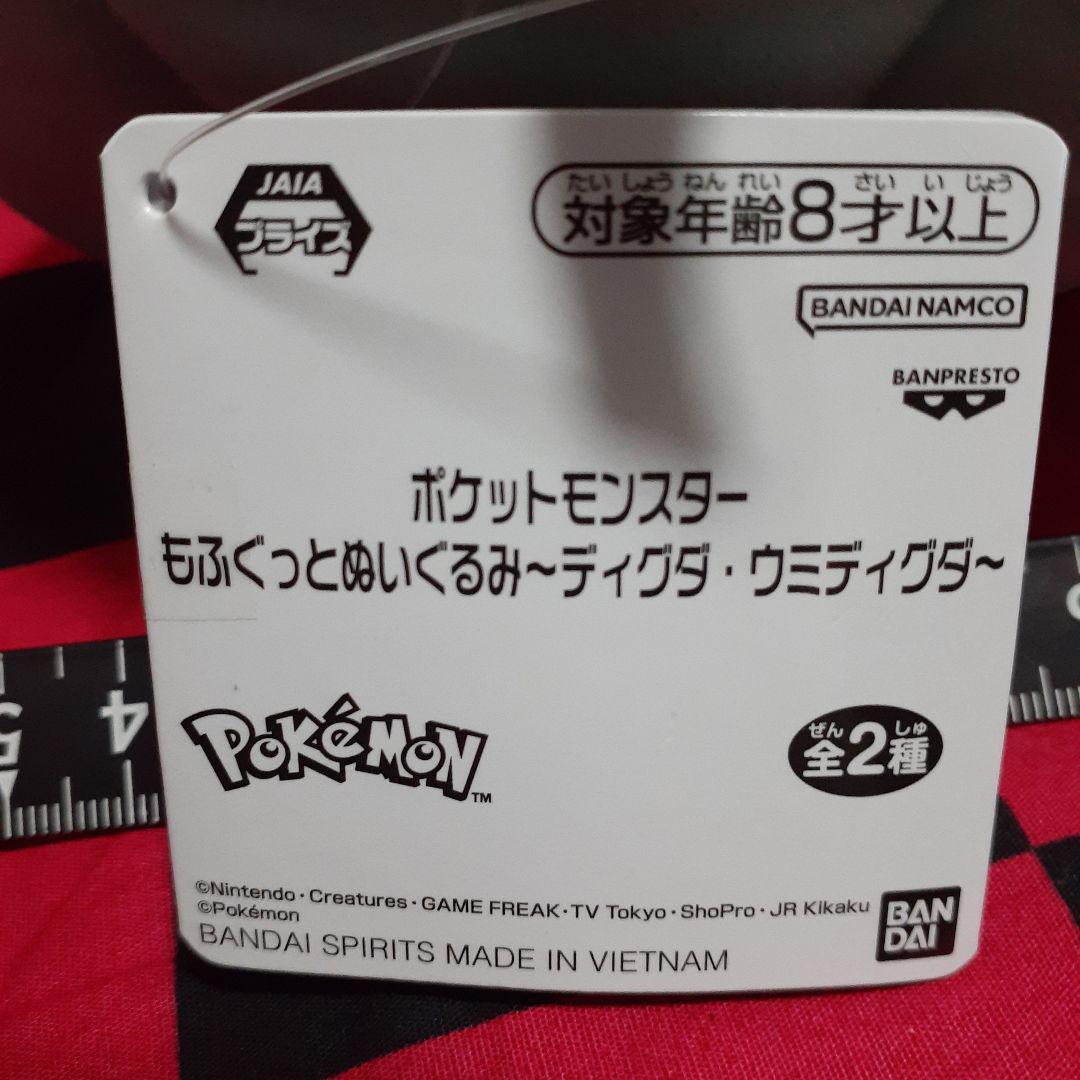 JAIA
プライズ
たいしょうねんれい さい いじょう
対象年齢8才以上
BANDAI NAMCO
BANPRESTO
ポケットモンスター
もふぐっとぬいぐるみ~ディグダ・ウミディグダ~
POKéMON™
ぜん しゅ
全2種
©Nintendo・Creatures・GAME FREAK・TV Tokyo・ShoPro・JR Kikaku
©Pokémon
BANDAI SPIRITS MADE IN VIETNAM
BAN
DAI
5
4